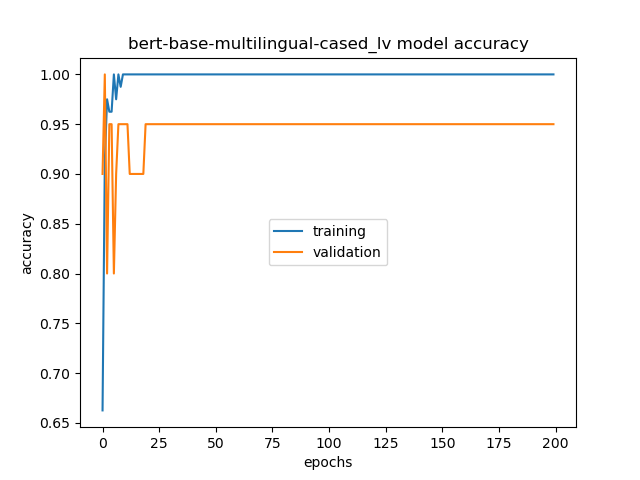 bert-base-multilingual-cased_lv model accuracy
1.00
0.95
0.90
0.85
0.80
0.75
0.70
0.65
accuracy
training
validation
0 25 50 75 100 125 150 175 200
epochs